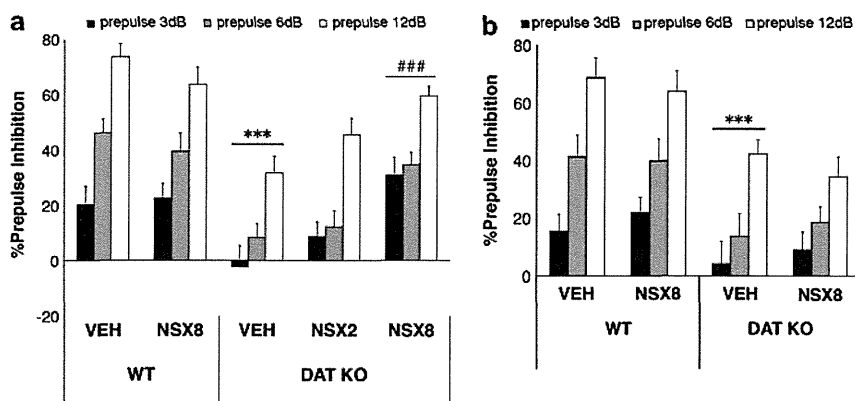 a
prepulse 3dB prepulse 6dB prepulse 12dB
%Prepulse Inhibition
80
60
40
20
0
-20
***
###
VEH NSX8 VEH NSX2 NSX8
WT DAT KO
b
prepulse 3dB prepulse 6dB prepulse 12dB
%Prepulse Inhibition
80
60
40
20
0
***
VEH NSX8 VEH NSX8
WT DAT KO